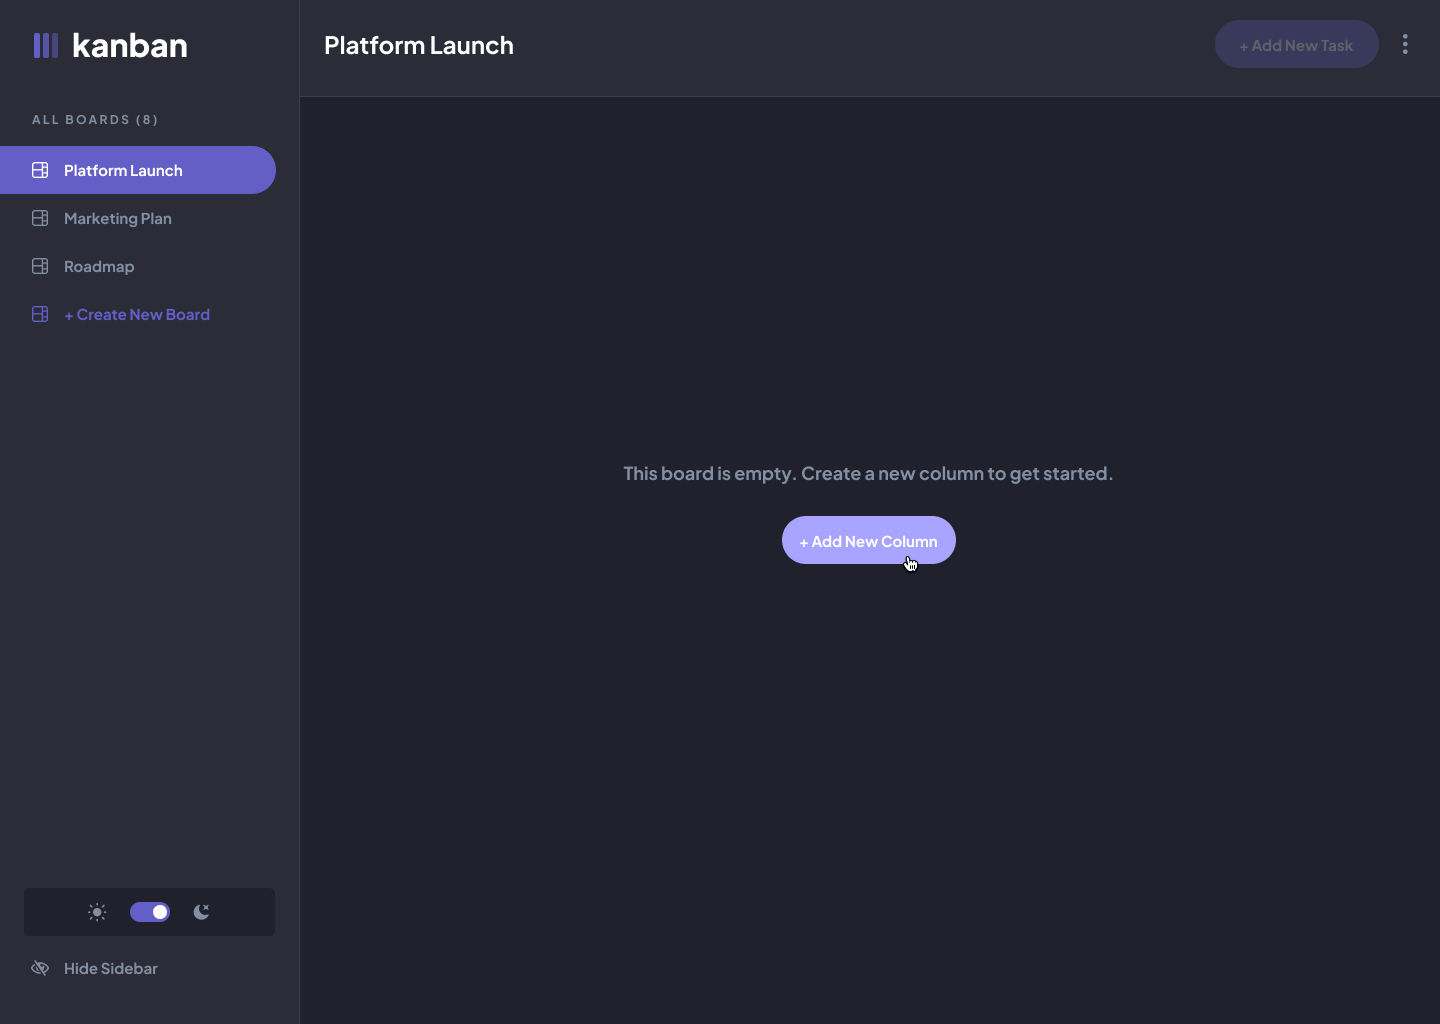 kanban
Platform Launch
+ Add New Task
ALL BOARDS (8)
Platform Launch
Marketing Plan
Roadmap
+ Create New Board
This board is empty. Create a new column to get started.
+ Add New Column
Hide Sidebar